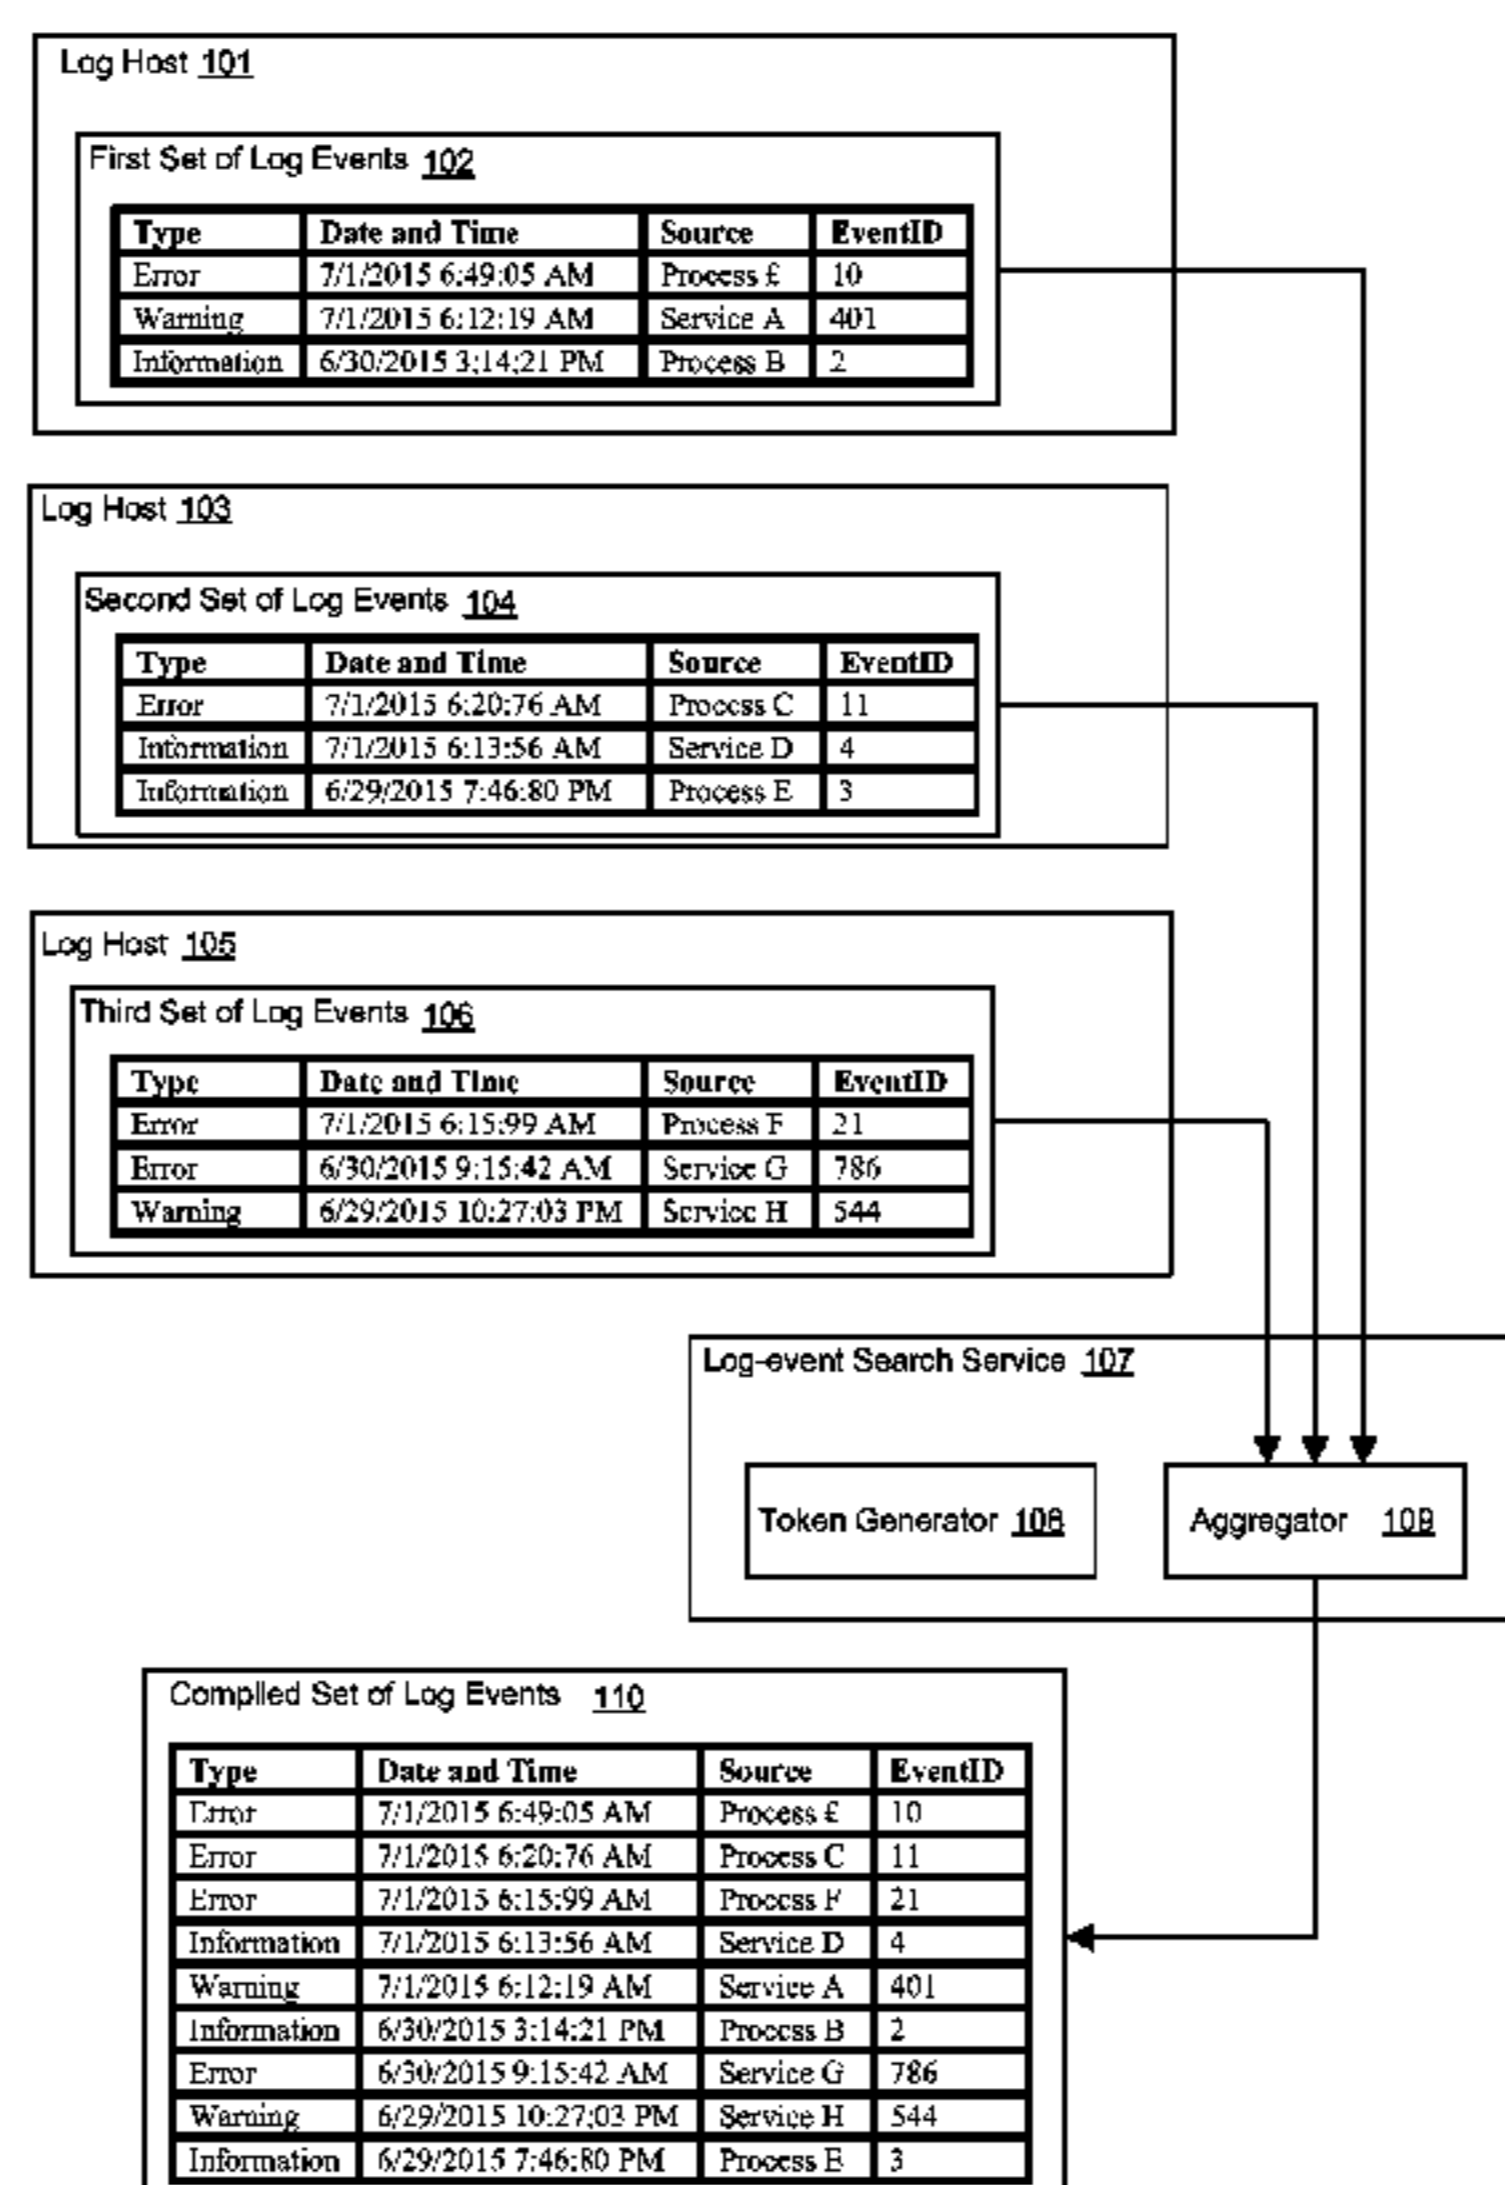 Log Host 101
First Set of Log Events 102
Type Date and Time Source EventID
Error 7/1/2015 6:49:05 AM Process £ 10
Warning 7/1/2015 6:12:19 AM Service A 401
Information 6/30/2015 3:14:21 PM Process B 2
Log Host 103
Second Set of Log Events 104
Type Date and Time Source EventID
Error 7/1/2015 6:20:76 AM Process C 11
Information 7/1/2015 6:13:56 AM Service D 4
Information 6/29/2015 7:46:80 PM Process E 3
Log Host 105
Third Set of Log Events 106
Type Date and Time Source EventID
Error 7/1/2015 6:15:99 AM Process F 21
Error 6/30/2015 9:15:42 AM Service G 786
Warning 6/29/2015 10:27:03 PM Service H 544
Log-event Search Service 107
Token Generator 108
Aggregator 109
Compiled Set of Log Events 110
Type Date and Time Source EventID
Error 7/1/2015 6:49:05 AM Process £ 10
Error 7/1/2015 6:20:76 AM Process C 11
Error 7/1/2015 6:15:99 AM Process F 21
Information 7/1/2015 6:13:56 AM Service D 4
Warning 7/1/2015 6:12:19 AM Service A 401
Information 6/30/2015 3:14:21 PM Process B 2
Error 6/30/2015 9:15:42 AM Service G 786
Warning 6/29/2015 10:27:03 PM Service H 544
Information 6/29/2015 7:46:80 PM Process E 3